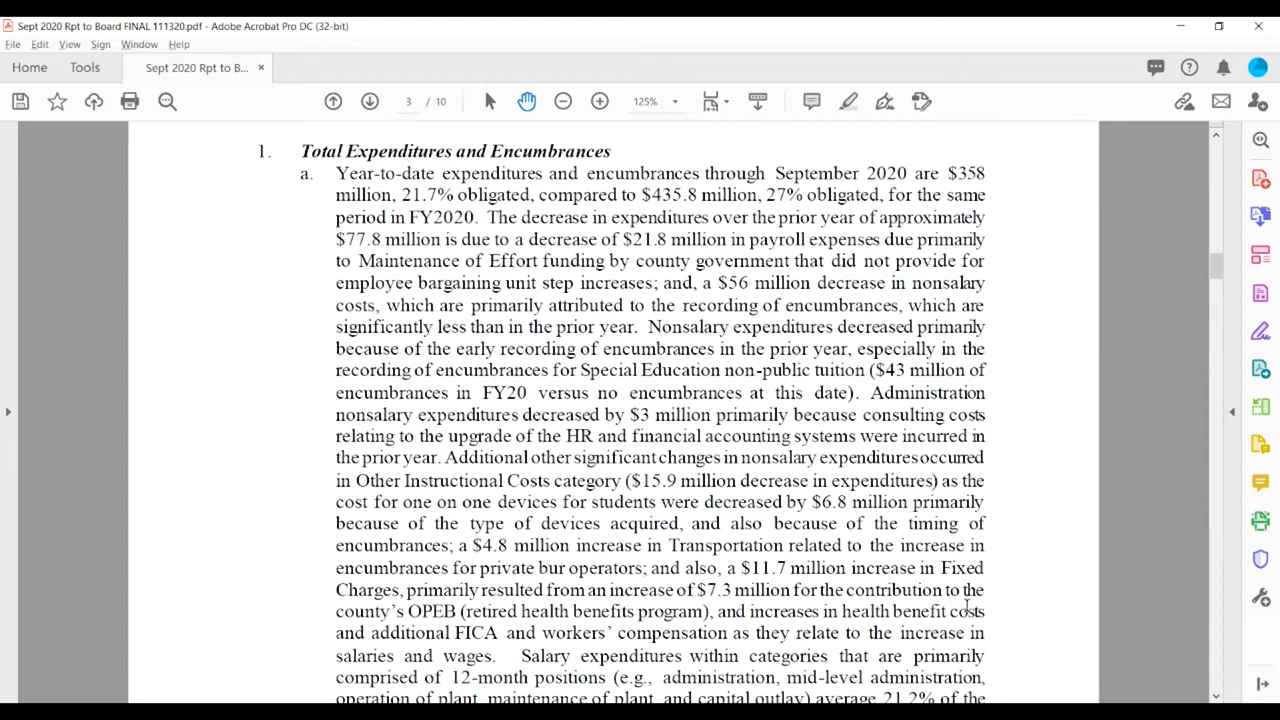 Sept 2020 Rpt to Board FINAL 111320.pdf - Adobe Acrobat Pro DC (32-bit)
File Edit View Sign Window Help
Home Tools Sept 2020 Rpt to B... ×
3 / 10 125%
1. Total Expenditures and Encumbrances
a. Year-to-date expenditures and encumbrances through September 2020 are $358
million, 21.7% obligated, compared to $435.8 million, 27% obligated, for the same
period in FY2020. The decrease in expenditures over the prior year of approximately
$77.8 million is due to a decrease of $21.8 million in payroll expenses due primarily
to Maintenance of Effort funding by county government that did not provide for
employee bargaining unit step increases; and, a $56 million decrease in nonsalary
costs, which are primarily attributed to the recording of encumbrances, which are
significantly less than in the prior year. Nonsalary expenditures decreased primarily
because of the early recording of encumbrances in the prior year, especially in the
recording of encumbrances for Special Education non-public tuition ($43 million of
encumbrances in FY20 versus no encumbrances at this date). Administration
nonsalary expenditures decreased by $3 million primarily because consulting costs
relating to the upgrade of the HR and financial accounting systems were incurred in
the prior year. Additional other significant changes in nonsalary expenditures occurred
in Other Instructional Costs category ($15.9 million decrease in expenditures) as the
cost for one on one devices for students were decreased by $6.8 million primarily
because of the type of devices acquired, and also because of the timing of
encumbrances; a $4.8 million increase in Transportation related to the increase in
encumbrances for private bur operators; and also, a $11.7 million increase in Fixed
Charges, primarily resulted from an increase of $7.3 million for the contribution to the
county's OPEB (retired health benefits program), and increases in health benefit costs
and additional FICA and workers' compensation as they relate to the increase in
salaries and wages. Salary expenditures within categories that are primarily
comprised of 12-month positions (e.g., administration, mid-level administration,
operation of plant, maintenance of plant, and capital outlay) average 21.2% of the